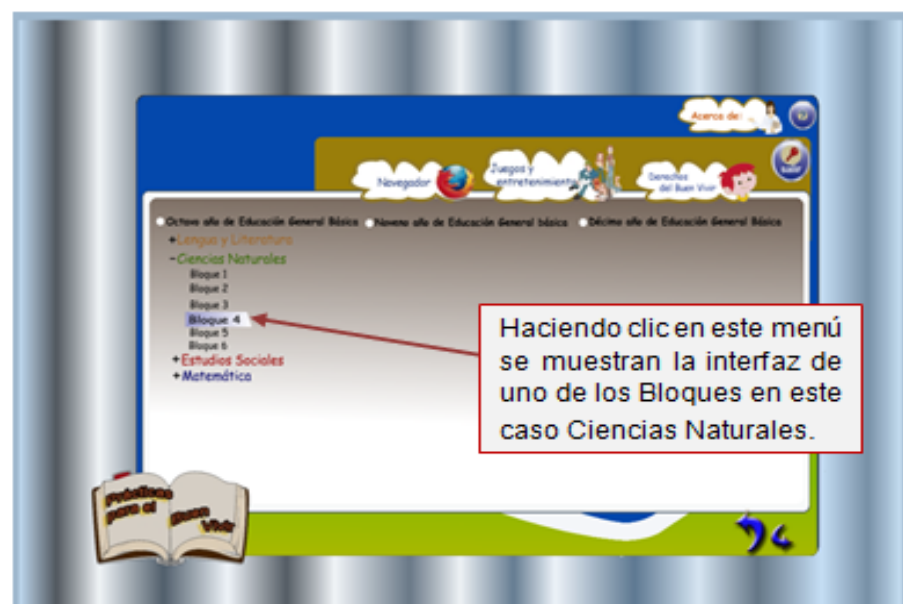 Acerca de:
Navegador
Juegos y
entretenimiento
Derechos
del Buen Vivir
Salir
Octavo año de Educación General Básica Noveno año de Educación General básica Décimo año de Educación General Básica
+Lengua y Literatura
-Ciencias Naturales
Bloque 1
Bloque 2
Bloque 3
Bloque 4
Bloque 5
Bloque 6
+Estudios Sociales
+Matemática
Haciendo clic en este menú
se muestran la interfaz de
uno de los Bloques en este
caso Ciencias Naturales.
Prácticas
para el
Buen
Vivir